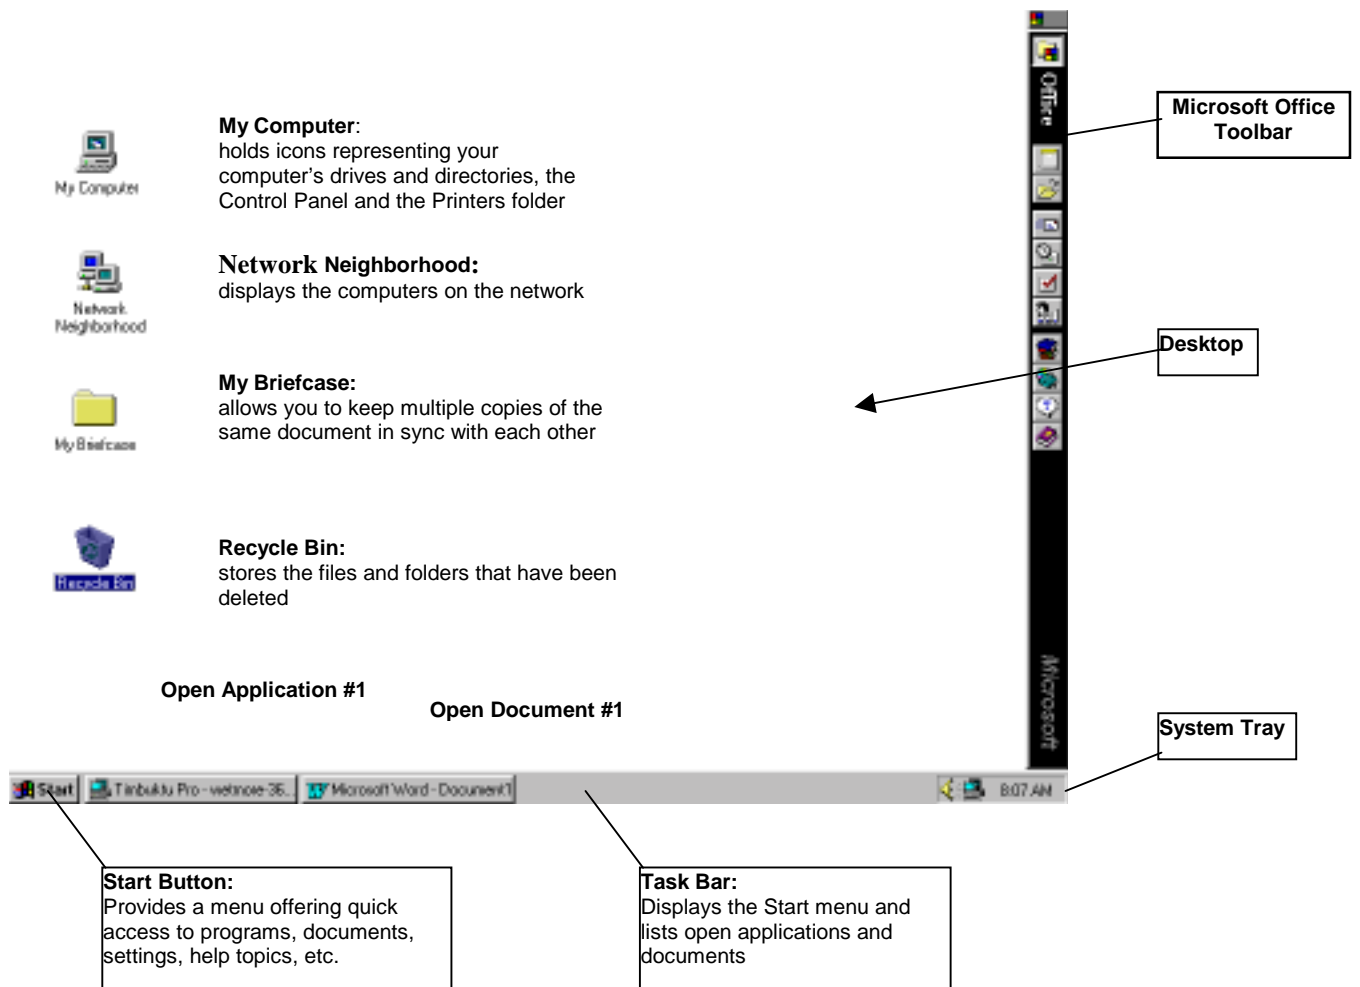 Office
Microsoft Office
Toolbar
My Computer
My Computer:
holds icons representing your
computer’s drives and directories, the
Control Panel and the Printers folder
Network
Neighborhood
Network Neighborhood:
displays the computers on the network
Desktop
My Briefcase
My Briefcase:
allows you to keep multiple copies of the
same document in sync with each other
Recycle Bin
Recycle Bin:
stores the files and folders that have been
deleted
Microsoft
Open Application #1
Open Document #1
System Tray
Start
Timbuktu Pro - wetmore-36...
Microsoft Word - Document1
8:07 AM
Start Button:
Provides a menu offering quick
access to programs, documents,
settings, help topics, etc.
Task Bar:
Displays the Start menu and
lists open applications and
documents